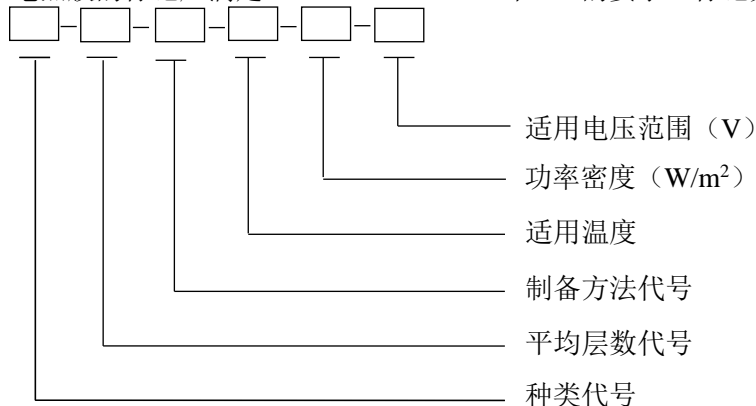 适用电压范围（V）
功率密度（W/m²）
适用温度
制备方法代号
平均层数代号
种类代号